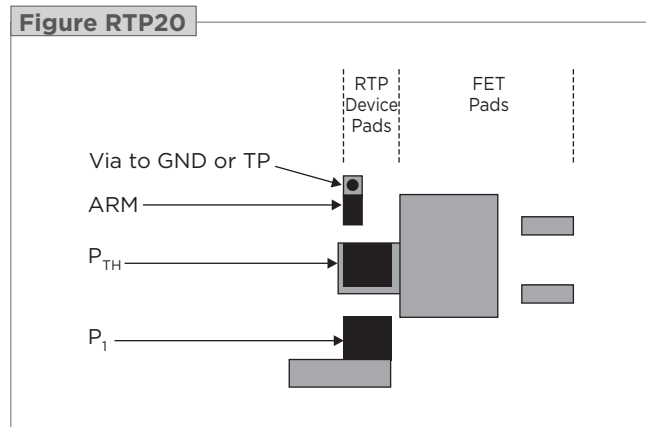 Figure RTP20
RTP
Device
Pads
FET
Pads
Via to GND or TP
ARM
PTH
P1